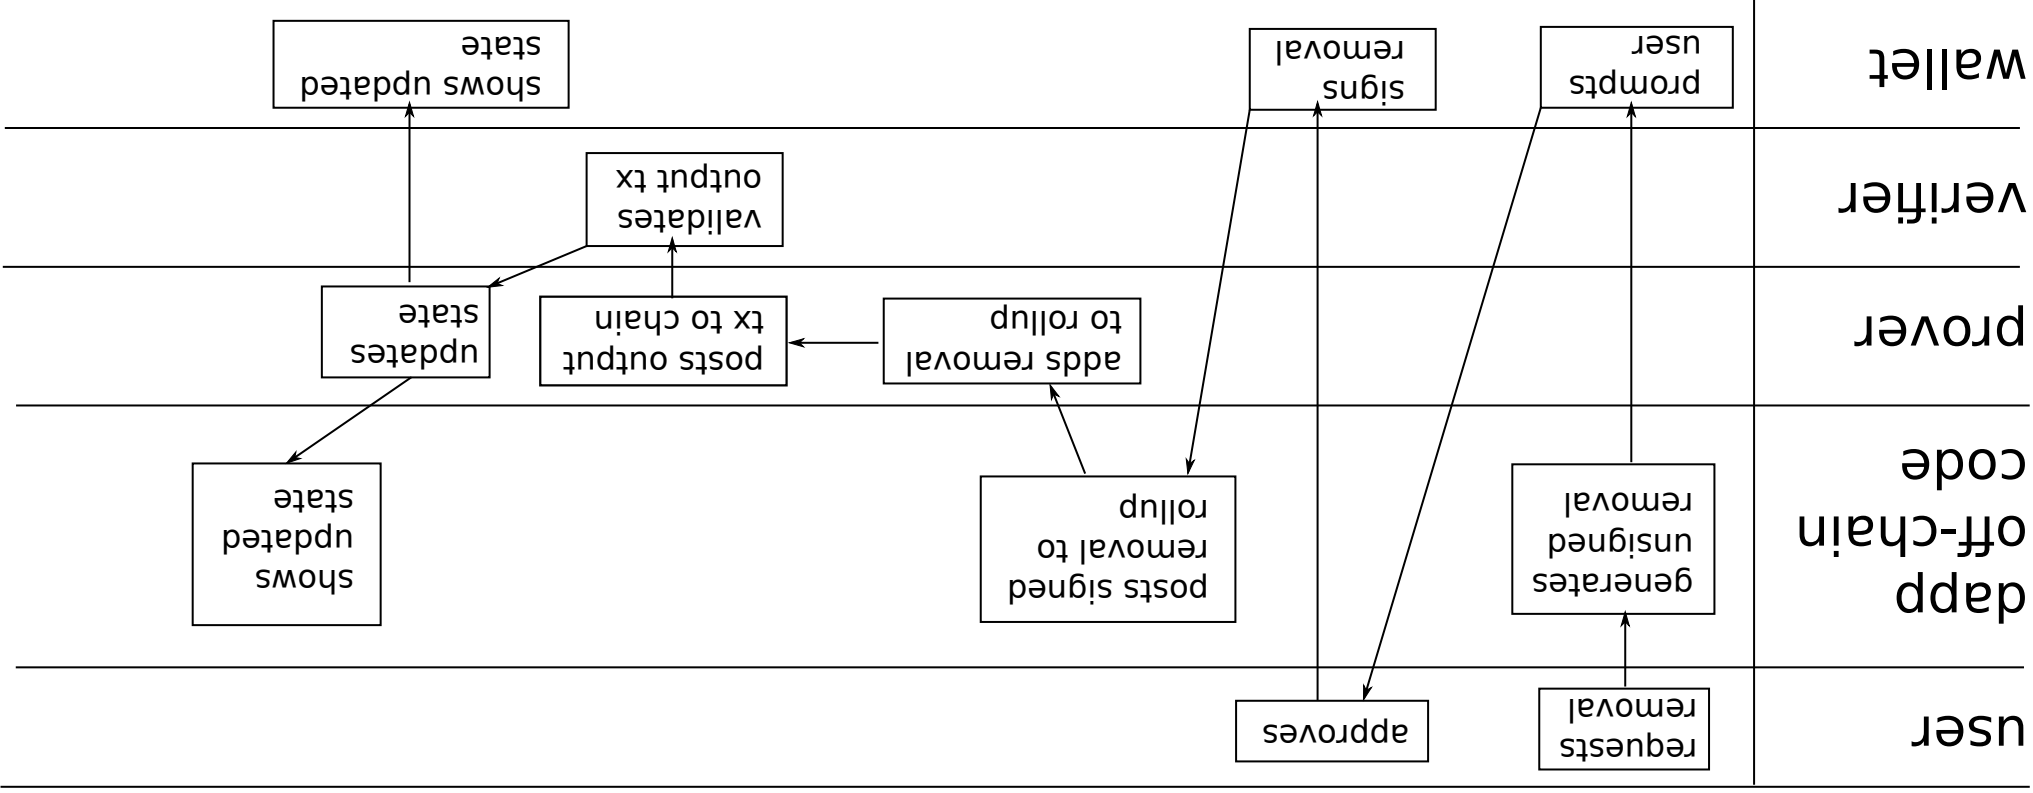 user
requests
removal
approves
dapp
off-chain
code
generates
unsigned
removal
posts signed
removal to
rollup
shows
updated
state
prover
adds removal
to rollup
posts output
tx to chain
updates
state
verifier
validates
output tx
wallet
prompts
user
signs
removal
shows updated
state